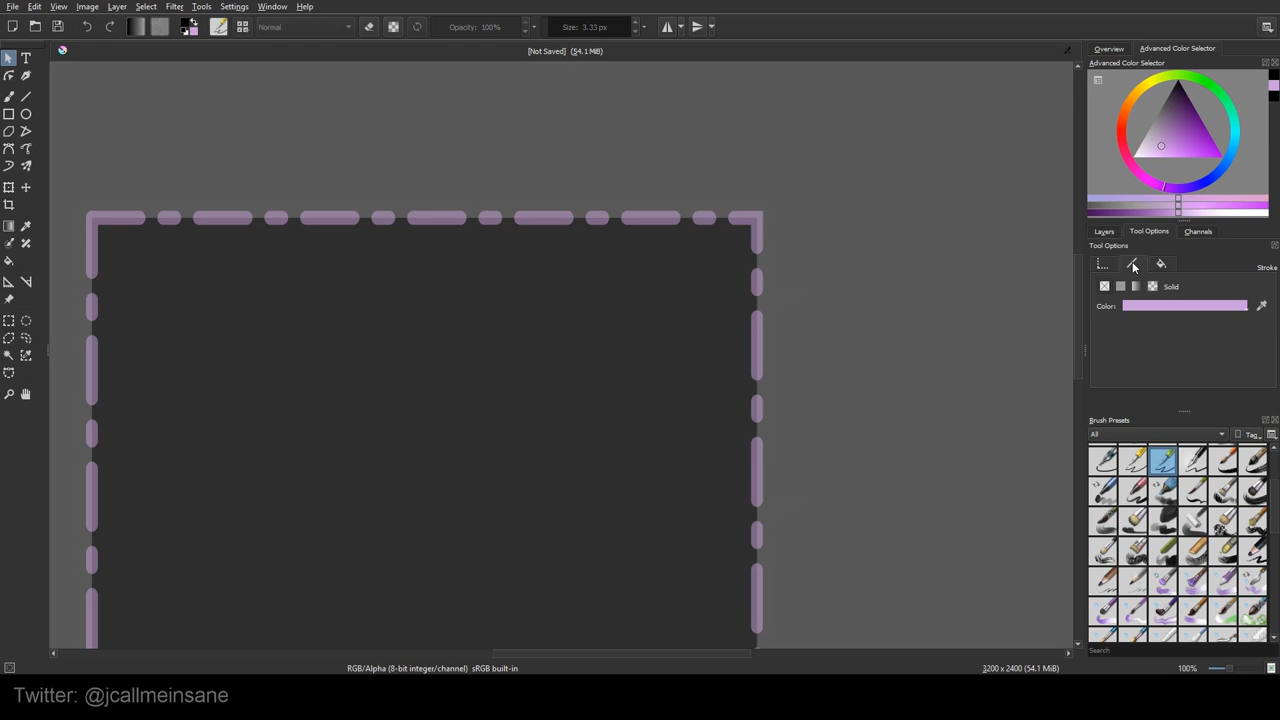 File Edit View Image Layer Select Filter Tools Settings Window Help
Normal Opacity: 100% Size: 3.33 px
[Not Saved] (54.1 MiB)
Overview Advanced Color Selector
Advanced Color Selector
Layers Tool Options Channels
Tool Options
Stroke
Solid
Color:
Brush Presets
All Tag
Search
RGB/Alpha (8-bit integer/channel) sRGB built-in 3200 x 2400 (54.1 MiB) 100%
Twitter: @jcallmeinsane